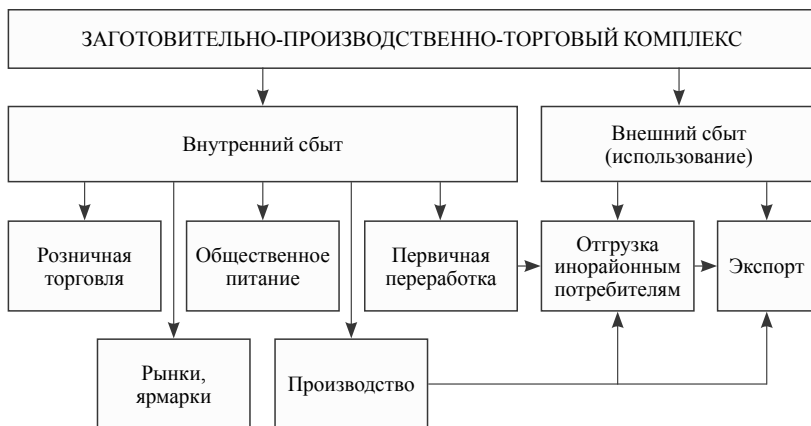 ЗАГОТОВИТЕЛЬНО-ПРОИЗВОДСТВЕННО-ТОРГОВЫЙ КОМПЛЕКС
Внутренний сбыт
Внешний сбыт
(использование)
Розничная
торговля
Общественное
питание
Первичная
переработка
Отгрузка
инорайонным
потребителям
Экспорт
Рынки,
ярмарки
Производство